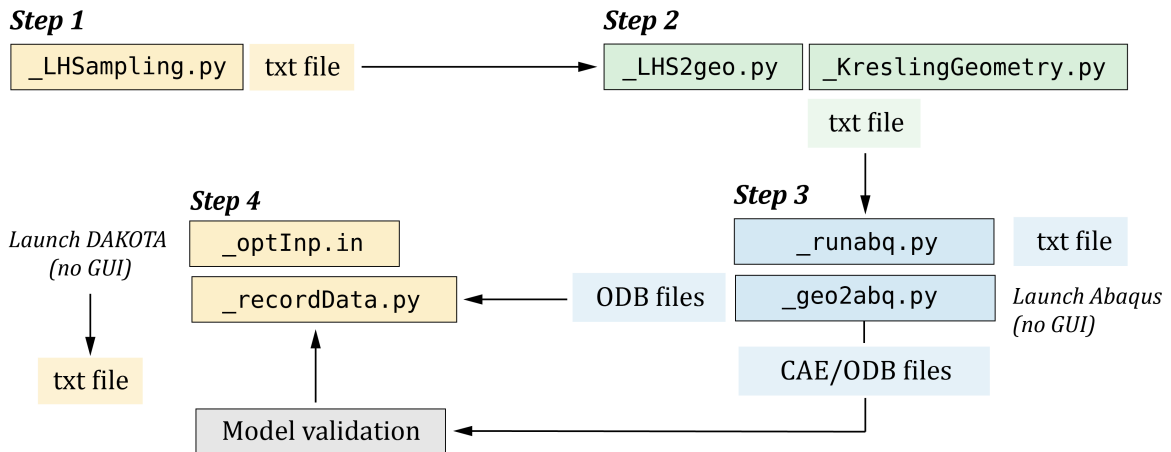 Step 1
_LHSampling.py
txt file
Step 2
_LHS2geo.py
_KreslingGeometry.py
txt file
Step 3
_runabq.py
txt file
_geo2abq.py
Launch Abaqus
(no GUI)
CAE/ODB files
ODB files
Step 4
_optInp.in
_recordData.py
Launch DAKOTA
(no GUI)
txt file
Model validation